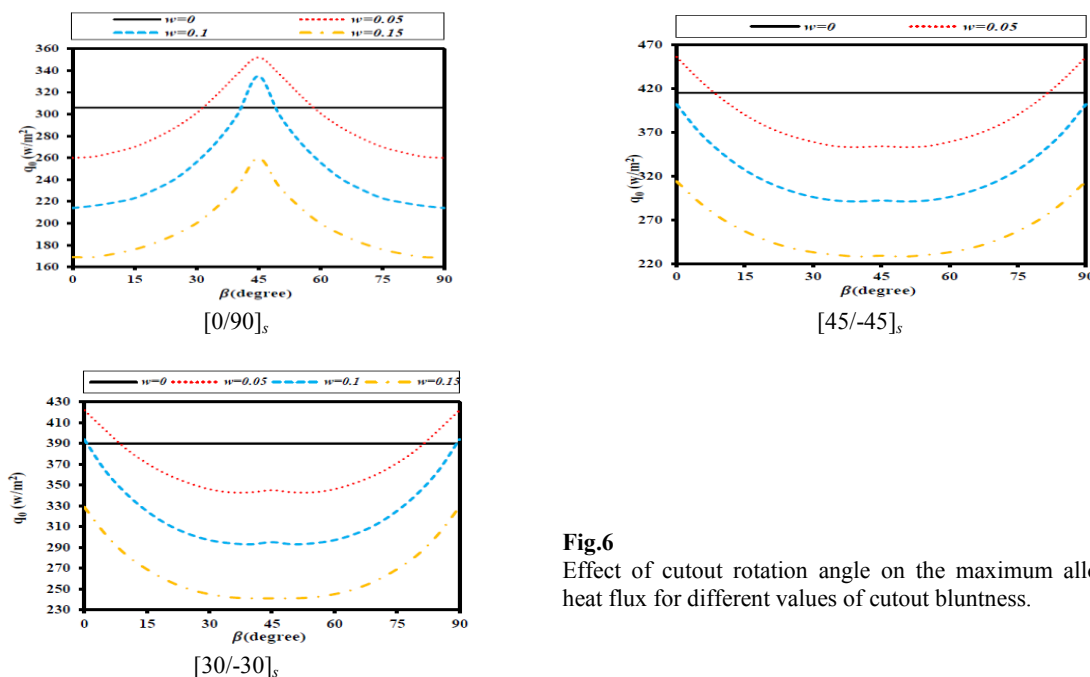 w=0 w=0.05
w=0.1 w=0.15
360
340
320
300
280
260
240
220
200
180
160
q₀ (w/m²)
0 15 30 45 60 75 90
β(degree)
[0/90]s
w=0 w=0.05
470
420
370
320
270
220
q₀ (w/m²)
0 15 30 45 60 75 90
β(degree)
[45/-45]s
w=0 w=0.05 w=0.1 w=0.15
430
410
390
370
350
330
310
290
270
250
230
q₀ (w/m²)
0 15 30 45 60 75 90
β(degree)
[30/-30]s
Fig.6
Effect of cutout rotation angle on the maximum
heat flux for different values of cutout bluntness.